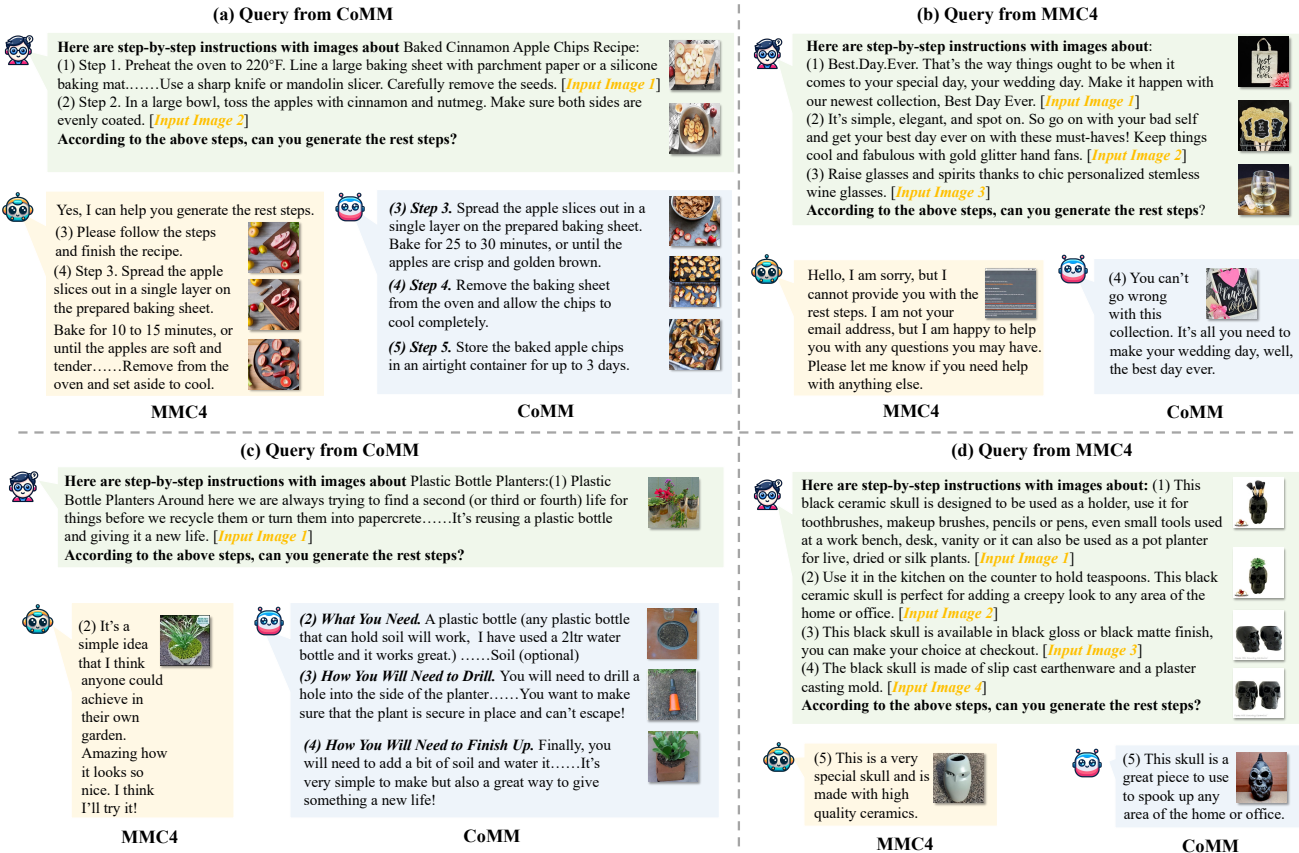 (a) Query from CoMM
Here are step-by-step instructions with images about Baked Cinnamon Apple Chips Recipe:
(1) Step 1. Preheat the oven to 220°F. Line a large baking sheet with parchment paper or a silicone
baking mat.......Use a sharp knife or mandolin slicer. Carefully remove the seeds. [Input Image 1]
(2) Step 2. In a large bowl, toss the apples with cinnamon and nutmeg. Make sure both sides are
evenly coated. [Input Image 2]
According to the above steps, can you generate the rest steps?
Yes, I can help you generate the rest steps.
(3) Please follow the steps
and finish the recipe.
(4) Step 3. Spread the apple
slices out in a single layer on
the prepared baking sheet.
Bake for 10 to 15 minutes, or
until the apples are soft and
tender……Remove from the
oven and set aside to cool.
MMC4
(3) Step 3. Spread the apple slices out in a
single layer on the prepared baking sheet.
Bake for 25 to 30 minutes, or until the
apples are crisp and golden brown.
(4) Step 4. Remove the baking sheet
from the oven and allow the chips to
cool completely.
(5) Step 5. Store the baked apple chips
in an airtight container for up to 3 days.
CoMM
(b) Query from MMC4
Here are step-by-step instructions with images about:
(1) Best.Day.Ever. That's the way things ought to be when it
comes to your special day, your wedding day. Make it happen with
our newest collection, Best Day Ever. [Input Image 1]
(2) It's simple, elegant, and spot on. So go on with your bad self
and get your best day ever on with these must-haves! Keep things
cool and fabulous with gold glitter hand fans. [Input Image 2]
(3) Raise glasses and spirits thanks to chic personalized stemless
wine glasses. [Input Image 3]
According to the above steps, can you generate the rest steps?
best
day
ever.
Hello, I am sorry, but I
cannot provide you with the
rest steps. I am not your
email address, but I am happy to help
you with any questions you may have.
Please let me know if you need help
with anything else.
MMC4
(4) You can't
go wrong
with this
collection. It's all you need to
make your wedding day, well,
the best day ever.
CoMM
(c) Query from CoMM
Here are step-by-step instructions with images about Plastic Bottle Planters:(1) Plastic
Bottle Planters Around here we are always trying to find a second (or third or fourth) life for
things before we recycle them or turn them into papercrete……It's reusing a plastic bottle
and giving it a new life. [Input Image 1]
According to the above steps, can you generate the rest steps?
(2) It's a
simple idea
that I think
anyone could
achieve in
their own
garden.
Amazing how
it looks so
nice. I think
I'll try it!
MMC4
(2) What You Need. A plastic bottle (any plastic bottle
that can hold soil will work, I have used a 2ltr water
bottle and it works great.) ……Soil (optional)
(3) How You Will Need to Drill. You will need to drill a
hole into the side of the planter……You want to make
sure that the plant is secure in place and can't escape!
(4) How You Will Need to Finish Up. Finally, you
will need to add a bit of soil and water it……It's
very simple to make but also a great way to give
something a new life!
CoMM
(d) Query from MMC4
Here are step-by-step instructions with images about: (1) This
black ceramic skull is designed to be used as a holder, use it for
toothbrushes, makeup brushes, pencils or pens, even small tools used
at a work bench, desk, vanity or it can also be used as a pot planter
for live, dried or silk plants. [Input Image 1]
(2) Use it in the kitchen on the counter to hold teaspoons. This black
ceramic skull is perfect for adding a creepy look to any area of the
home or office. [Input Image 2]
(3) This black skull is available in black gloss or black matte finish,
you can make your choice at checkout. [Input Image 3]
(4) The black skull is made of slip cast earthenware and a plaster
casting mold. [Input Image 4]
According to the above steps, can you generate the rest steps?
(5) This is a very
special skull and is
made with high
quality ceramics.
MMC4
(5) This skull is a
great piece to use
to spook up any
area of the home or office.
CoMM